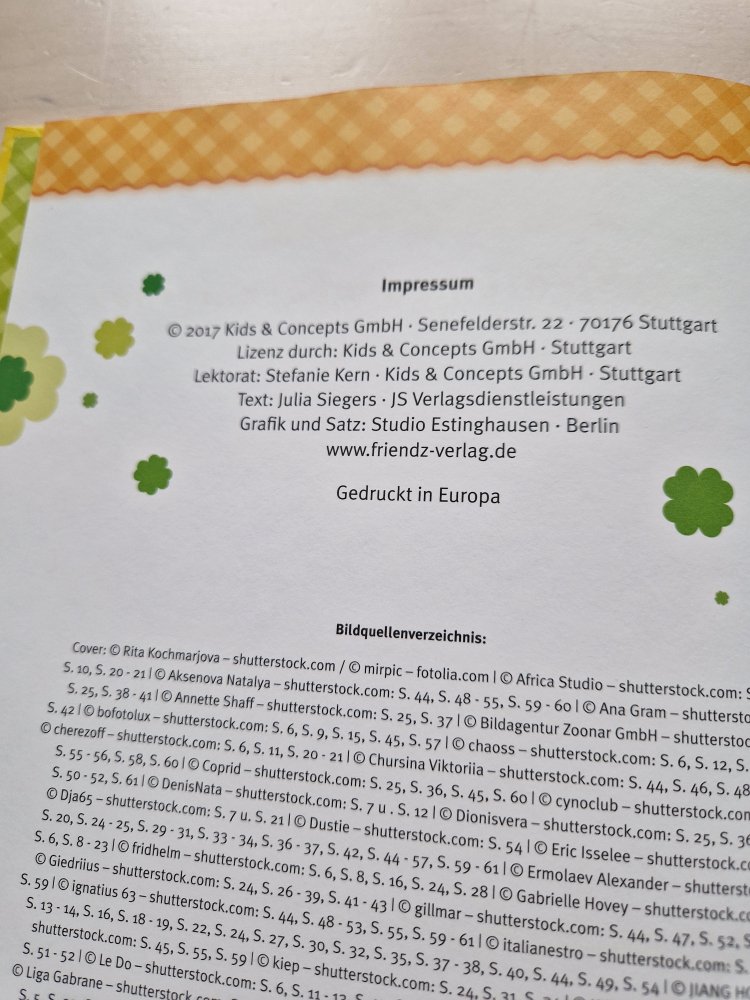 Impressum
© 2017 Kids & Concepts GmbH · Senefelderstr. 22 · 70176 Stuttgart
Lizenz durch: Kids & Concepts GmbH · Stuttgart
Lektorat: Stefanie Kern · Kids & Concepts GmbH · Stuttgart
Text: Julia Siegers · JS Verlagsdienstleistungen
Grafik und Satz: Studio Estinghausen · Berlin
www.friendz-verlag.de
Gedruckt in Europa
Bildquellenverzeichnis:
Cover: © Rita Kochmarjova – shutterstock.com / © mirpic – fotolia.com | © Africa Studio – shutterstock.com:
S. 10, S. 20 - 21 | © Aksenova Natalya – shutterstock.com: S. 44, S. 48 - 55, S. 59 - 60 | © Ana Gram – shuttersto
S. 25, S. 38 - 41 | © Annette Shaff – shutterstock.com: S. 25, S. 37 | © Bildagentur Zoonar GmbH – shutterstoc
S. 42 | © bofotolux – shutterstock.com: S. 6, S. 9, S. 15, S. 45, S. 57 | © chaoss – shutterstock.com: S. 6, S. 12, S.
© cherezoff – shutterstock.com: S. 6, S. 11, S. 20 - 21 | © Chursina Viktoriia – shutterstock.com: S. 44, S. 46, S. 48
S. 55 - 56, S. 58, S. 60 | © Coprid – shutterstock.com: S. 25, S. 36, S. 45, S. 60 | © cynoclub – shutterstock.com
S. 50 - 52, S. 61 | © DenisNata – shutterstock.com: S. 7 u. S. 12 | © Dionisvera – shutterstock.com: S. 25, S. 36
© Dja65 – shutterstock.com: S. 7 u. S. 21 | © Dustie – shutterstock.com: S. 54 | © Eric Isselee – shutterstock.co
S. 20, S. 24 - 25, S. 29 - 31, S. 33 - 34, S. 36 - 37, S. 42, S. 44 - 57, S. 59 - 61 | © Ermolaev Alexander – shutterst
S. 6, S. 8 - 23 | © fridhelm – shutterstock.com: S. 6, S. 8, S. 16, S. 24, S. 28 | © Gabrielle Hovey – shutterstock.co
© Giedriius – shutterstock.com: S. 24, S. 26 - 39, S. 41 - 43 | © gillmar – shutterstock.com: S. 44, S. 47, S. 52, S
S. 59 | © ignatius 63 – shutterstock.com: S. 44, S. 48 - 53, S. 55, S. 59 - 61 | © italianestro – shutterstock.com: S.
S. 13 - 14, S. 16, S. 18 - 19, S. 22, S. 24, S. 27, S. 30, S. 32, S. 35, S. 37 - 38, S. 40, S. 44, S. 49, S. 54 | © JIANG
shutterstock.com: S. 45, S. 55, S. 59 | © kiep – shutterstock.com: S. 24, S. 31,
S. 51 - 52 | © Le Do – shutterstock.com: S. 6, S. 11 - 12,
© Liga Gabrane – shutterstock